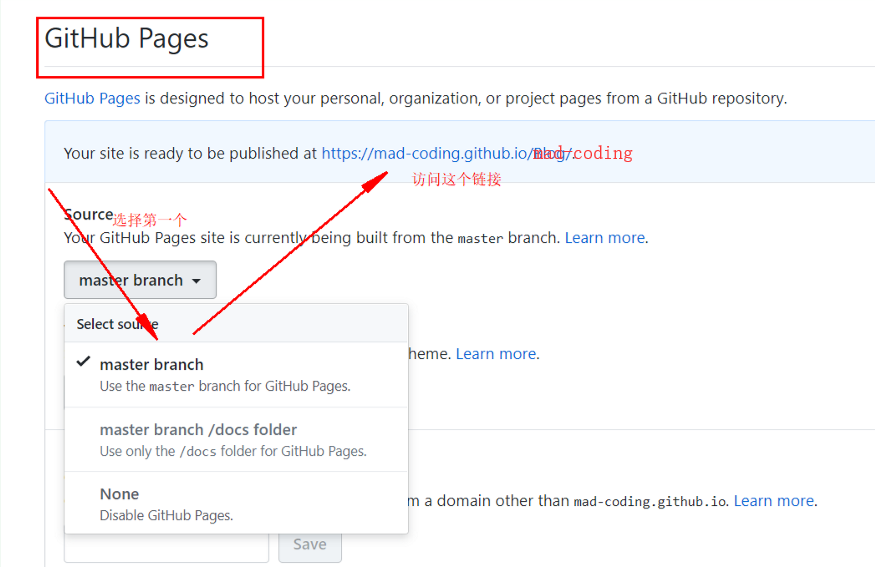 GitHub Pages
GitHub Pages is designed to host your personal, organization, or project pages from a GitHub repository.
Your site is ready to be published at https://mad-coding.github.io/Blog/.
mad coding
访问这个链接
Source
选择第一个
Your GitHub Pages site is currently being built from the master branch. Learn more.
master branch
Select source
master branch
heme. Learn more.
Use the master branch for GitHub Pages.
master branch /docs folder
Use only the /docs folder for GitHub Pages.
None
m a domain other than mad-coding.github.io. Learn more.
Disable GitHub Pages.
Save